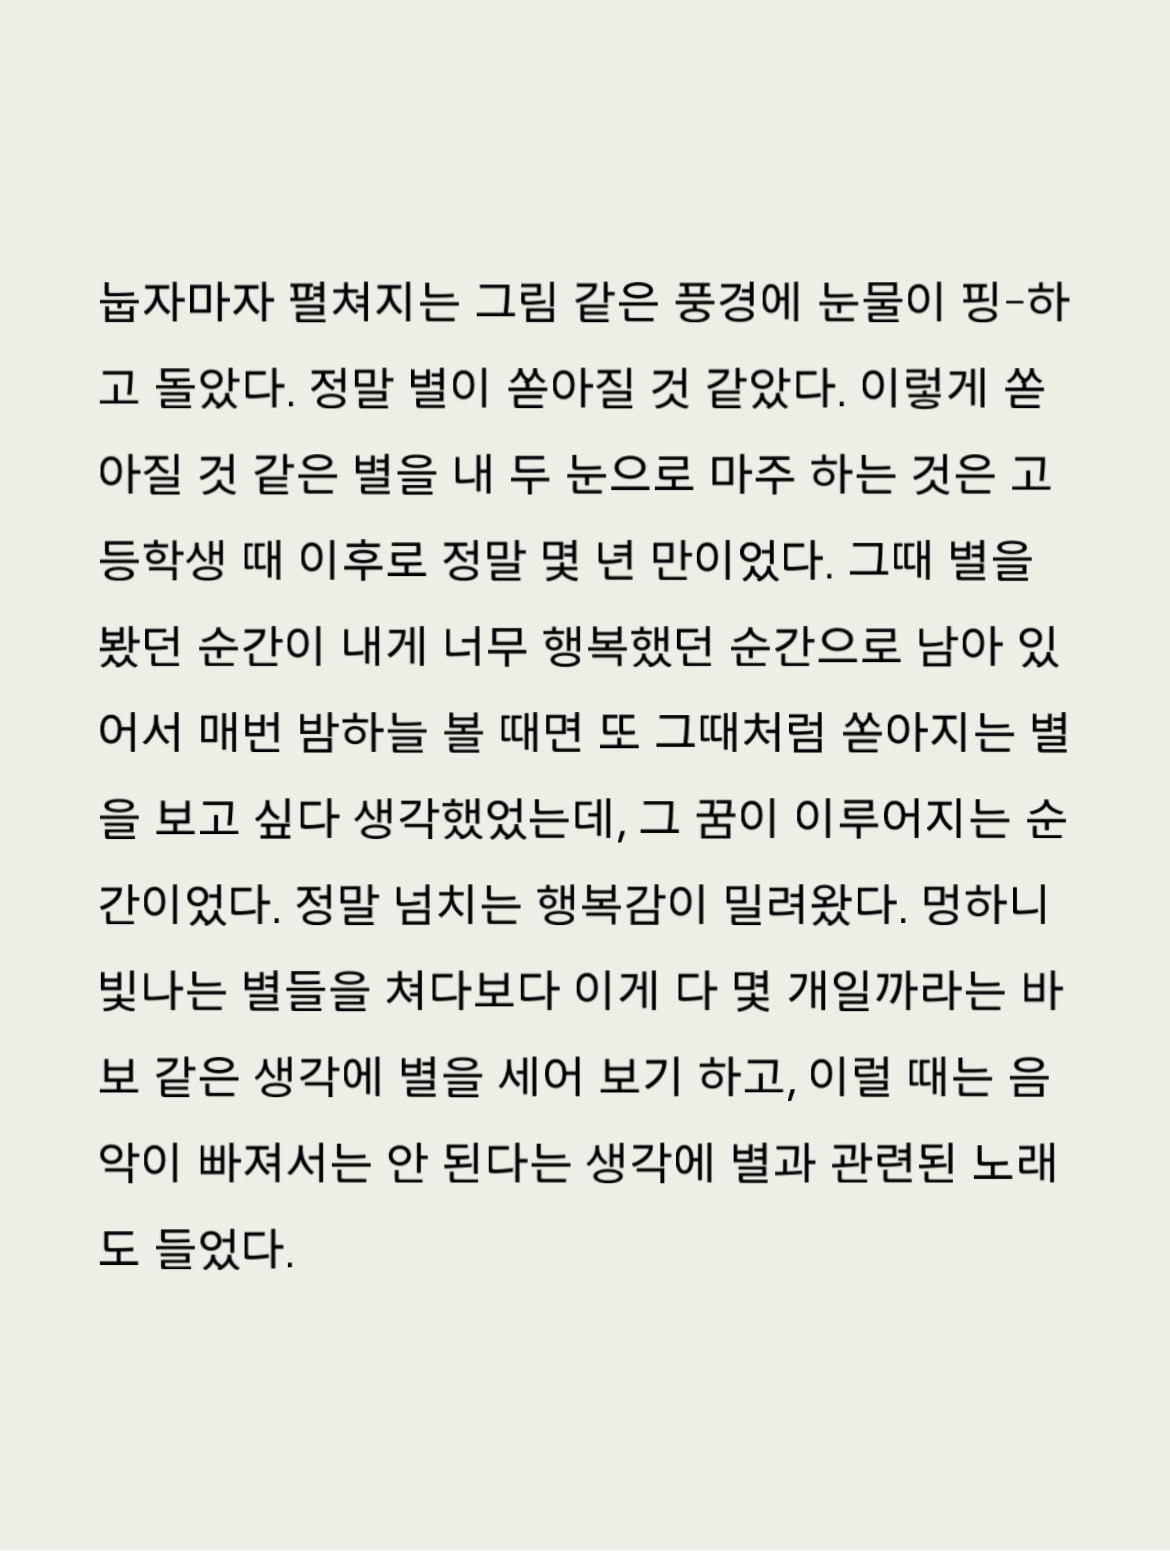 눕자마자 펼쳐지는 그림 같은 풍경에 눈물이 핑-하
고 돌았다. 정말 별이 쏟아질 것 같았다. 이렇게 쏟
아질 것 같은 별을 내 두 눈으로 마주 하는 것은 고
등학생 때 이후로 정말 몇 년 만이었다. 그때 별을
봤던 순간이 내게 너무 행복했던 순간으로 남아 있
어서 매번 밤하늘 볼 때면 또 그때처럼 쏟아지는 별
을 보고 싶다 생각했었는데, 그 꿈이 이루어지는 순
간이었다. 정말 넘치는 행복감이 밀려왔다. 멍하니
빛나는 별들을 쳐다보다 이게 다 몇 개일까라는 바
보 같은 생각에 별을 세어 보기 하고, 이럴 때는 음
악이 빠져서는 안 된다는 생각에 별과 관련된 노래
도 들었다.